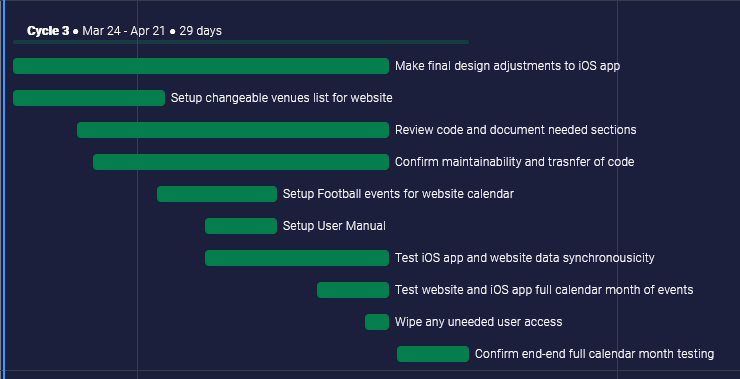 Cycle 3 • Mar 24 - Apr 21 • 29 days
Make final design adjustments to iOS app
Setup changeable venues list for website
Review code and document needed sections
Confirm maintainability and trasnfer of code
Setup Football events for website calendar
Setup User Manual
Test iOS app and website data synchronousicity
Test website and iOS app full calendar month of events
Wipe any uneeded user access
Confirm end-end full calendar month testing